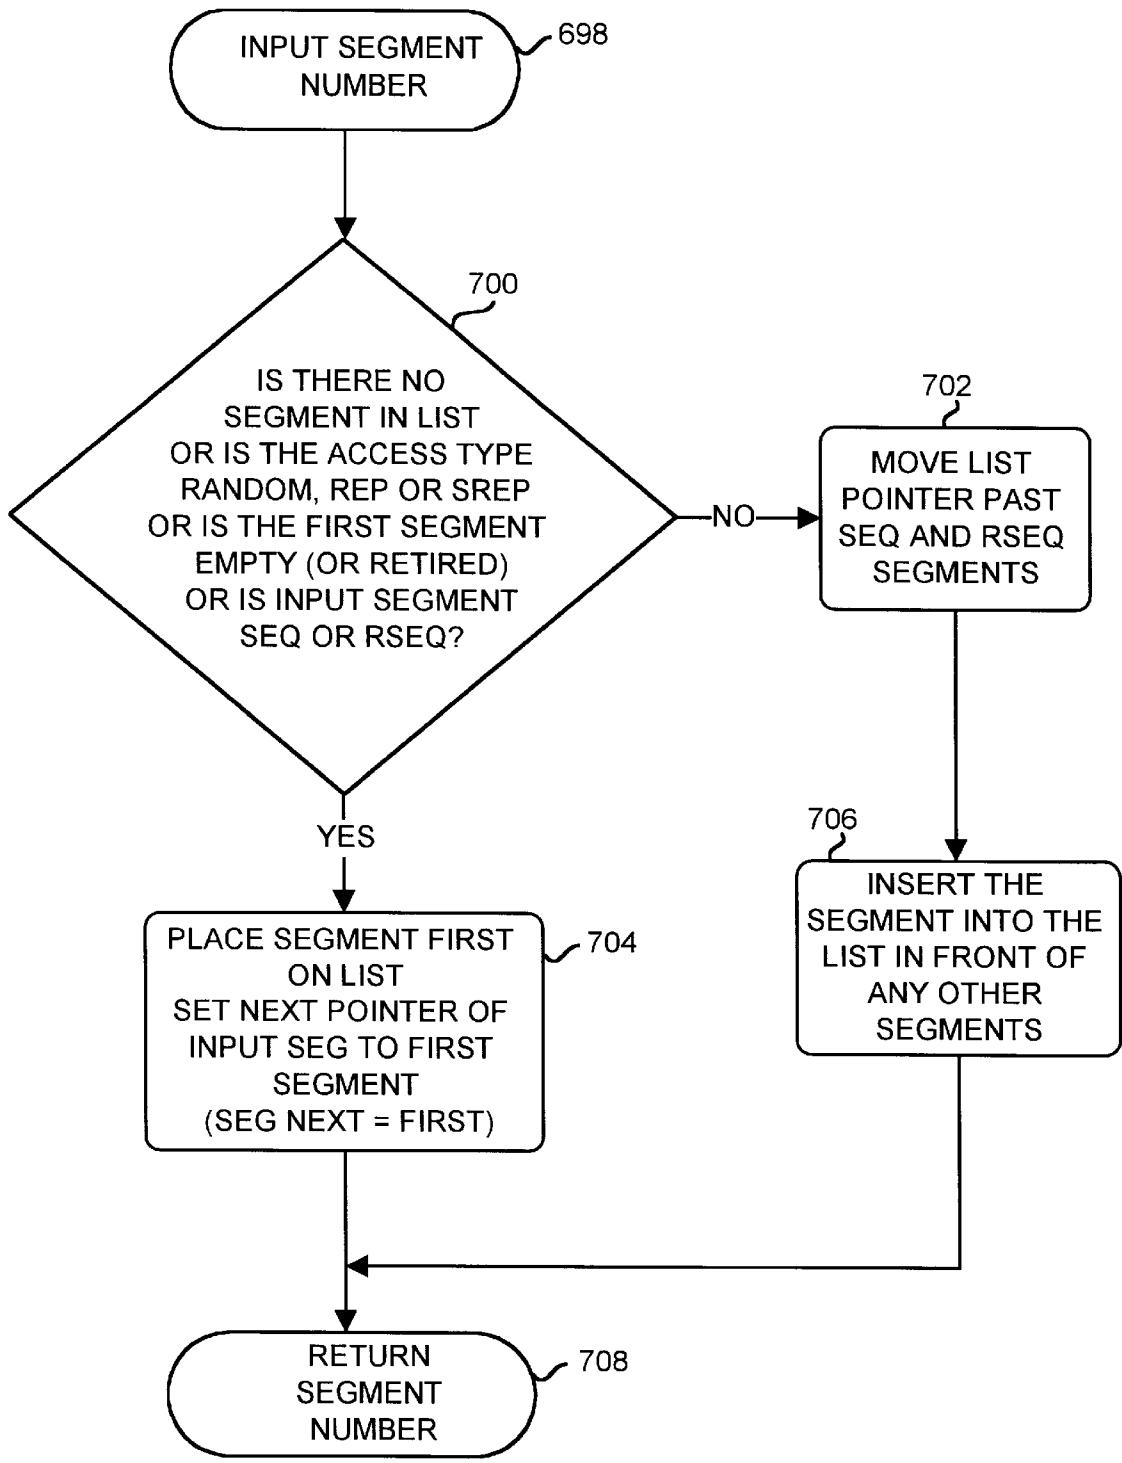 INPUT SEGMENT
NUMBER
698
700
IS THERE NO
SEGMENT IN LIST
OR IS THE ACCESS TYPE
RANDOM, REP OR SREP
OR IS THE FIRST SEGMENT
EMPTY (OR RETIRED)
OR IS INPUT SEGMENT
SEQ OR RSEQ?
NO
702
MOVE LIST
POINTER PAST
SEQ AND RSEQ
SEGMENTS
YES
704
PLACE SEGMENT FIRST
ON LIST
SET NEXT POINTER OF
INPUT SEG TO FIRST
SEGMENT
(SEG NEXT = FIRST)
706
INSERT THE
SEGMENT INTO THE
LIST IN FRONT OF
ANY OTHER
SEGMENTS
RETURN
SEGMENT
NUMBER
708